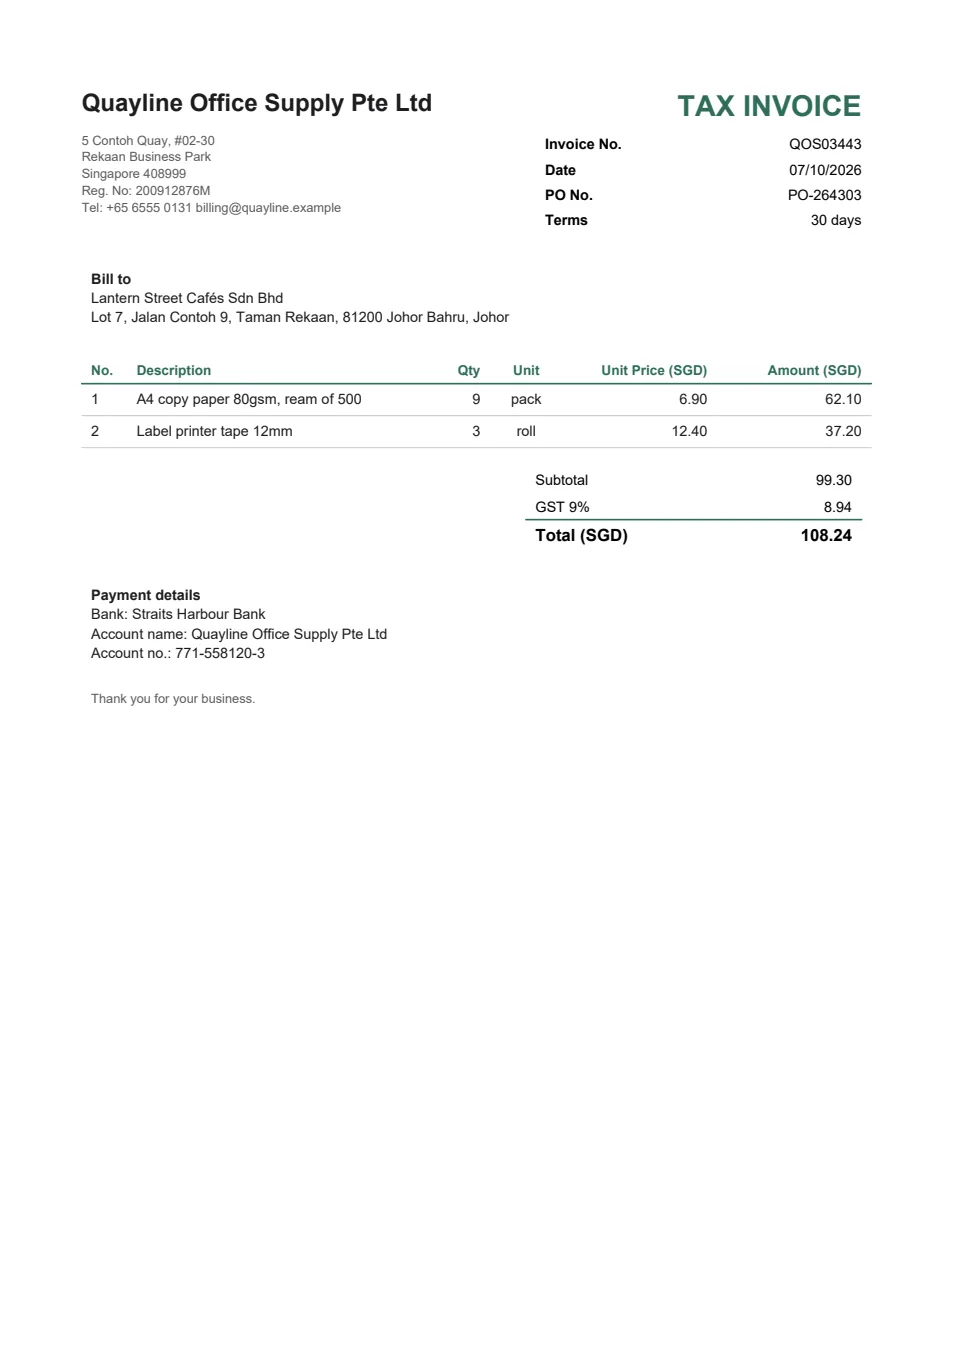 Quayline Office Supply Pte Ltd
TAX INVOICE
5 Contoh Quay, #02-30
Rekaan Business Park
Singapore 408999
Reg. No: 200912876M
Tel: +65 6555 0131 billing@quayline.example
Invoice No. QOS03443
Date 07/10/2026
PO No. PO-264303
Terms 30 days
Bill to
Lantern Street Cafés Sdn Bhd
Lot 7, Jalan Contoh 9, Taman Rekaan, 81200 Johor Bahru, Johor
No. Description Qty Unit Unit Price (SGD) Amount (SGD)
1 A4 copy paper 80gsm, ream of 500 9 pack 6.90 62.10
2 Label printer tape 12mm 3 roll 12.40 37.20
Subtotal 99.30
GST 9% 8.94
Total (SGD) 108.24
Payment details
Bank: Straits Harbour Bank
Account name: Quayline Office Supply Pte Ltd
Account no.: 771-558120-3
Thank you for your business.